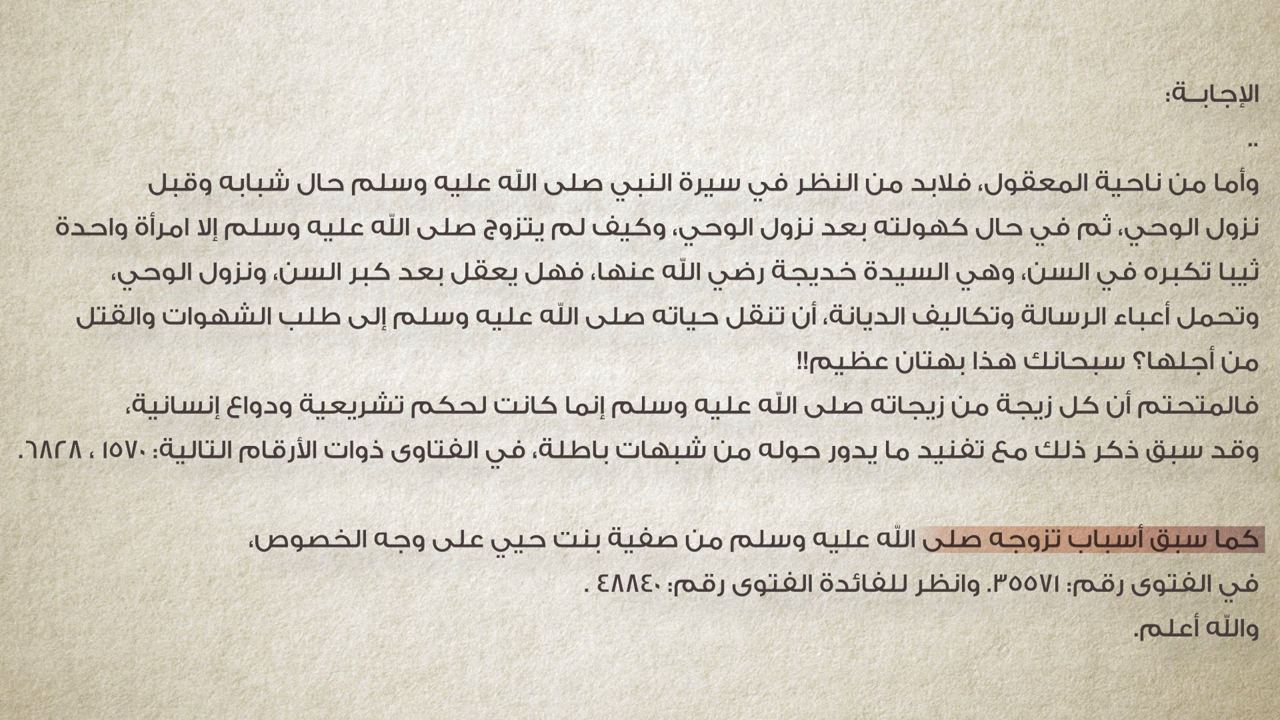 الإجابــة:
..
وأما من ناحية المعقول، فلابد من النظر في سيرة النبي صلى الله عليه وسلم حال شبابه وقبل
نزول الوحي، ثم في حال كهولته بعد نزول الوحي، وكيف لم يتزوج صلى الله عليه وسلم إلا امرأة واحدة
ثيبا تكبره في السن، وهي السيدة خديجة رضي الله عنها، فهل يعقل بعد كبر السن، ونزول الوحي،
وتحمل أعباء الرسالة وتكاليف الديانة، أن تنقل حياته صلى الله عليه وسلم إلى طلب الشهوات والقتل
من أجلها؟ سبحانك هذا بهتان عظيم!!
فالمتحتم أن كل زيجة من زيجاته صلى الله عليه وسلم إنما كانت لحكم تشريعية ودواع إنسانية،
وقد سبق ذكر ذلك مع تفنيد ما يدور حوله من شبهات باطلة، في الفتاوى ذوات الأرقام التالية: ١٥٧٠ ، ٦٨٢٨.
كما سبق أسباب تزوجه صلى الله عليه وسلم من صفية بنت حيي على وجه الخصوص،
في الفتوى رقم: ٣٥٥٧١. وانظر للفائدة الفتوى رقم: ٤٨٨٤٠ .
والله أعلم.